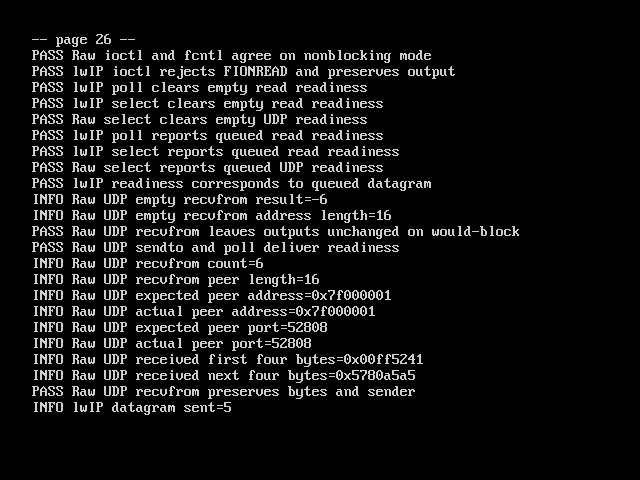 -- page 26 --
PASS Raw ioctl and fcntl agree on nonblocking mode
PASS lwIP ioctl rejects FIONREAD and preserves output
PASS lwIP poll clears empty read readiness
PASS lwIP select clears empty read readiness
PASS Raw select clears empty UDP readiness
PASS lwIP poll reports queued read readiness
PASS lwIP select reports queued read readiness
PASS Raw select reports queued UDP readiness
PASS lwIP readiness corresponds to queued datagram
INFO Raw UDP empty recvfrom result=-6
INFO Raw UDP empty recvfrom address length=16
PASS Raw UDP recvfrom leaves outputs unchanged on would-block
PASS Raw UDP sendto and poll deliver readiness
INFO Raw UDP recvfrom count=6
INFO Raw UDP recvfrom peer length=16
INFO Raw UDP expected peer address=0x7f000001
INFO Raw UDP actual peer address=0x7f000001
INFO Raw UDP expected peer port=52808
INFO Raw UDP actual peer port=52808
INFO Raw UDP received first four bytes=0x00ff5241
INFO Raw UDP received next four bytes=0x5780a5a5
PASS Raw UDP recvfrom preserves bytes and sender
INFO lwIP datagram sent=5